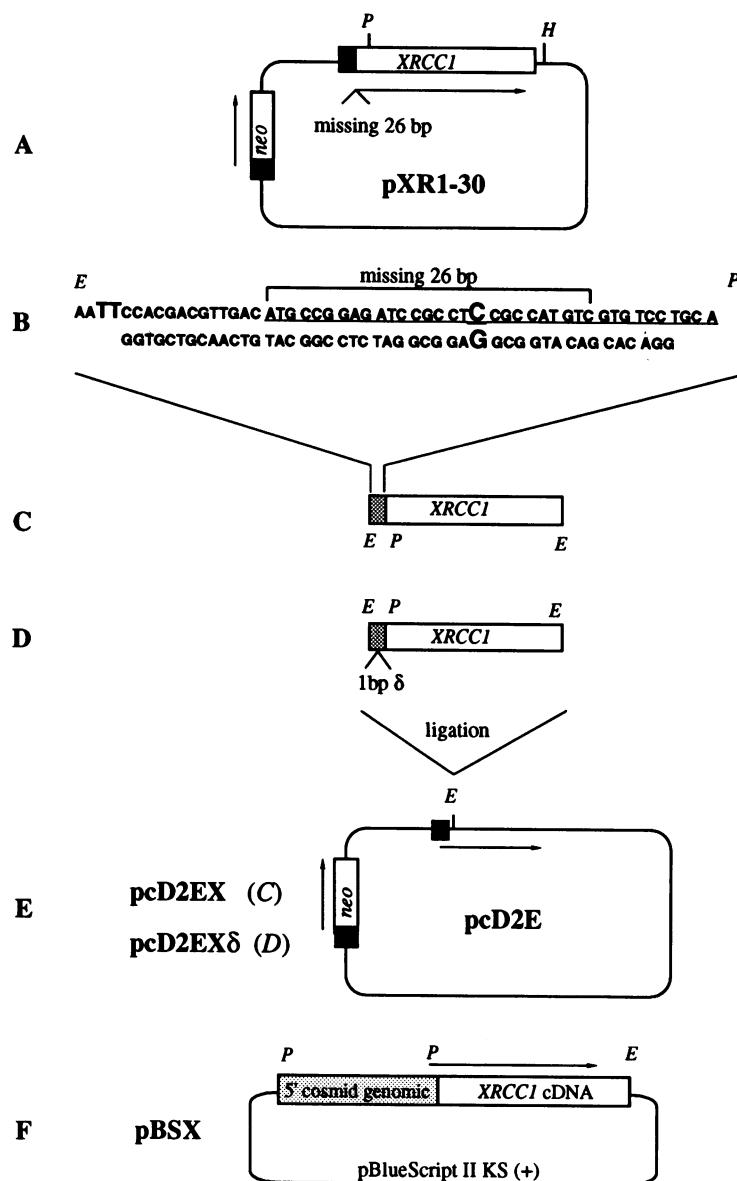 P H
XRCC1
missing 26 bp
neo
A
pXR1-30
E missing 26 bp P
B AATTCCACGACGTTGAC ATG CCG GAG ATC CGC CTC CGC CAT GTC GTG TCC TGC A
GGTGCTGCAACTG TAC GGC CTC TAG GCG GAG GCG GTA CAG CAC AGG
XRCC1
C
E P E
E P E
D XRCC1
1bp δ
ligation
E
pcD2EX (C)
neo
E pcD2E
pcD2EXδ (D)
P P E
5' cosmid genomic XRCC1 cDNA
F pBSX
pBlueScript II KS (+)